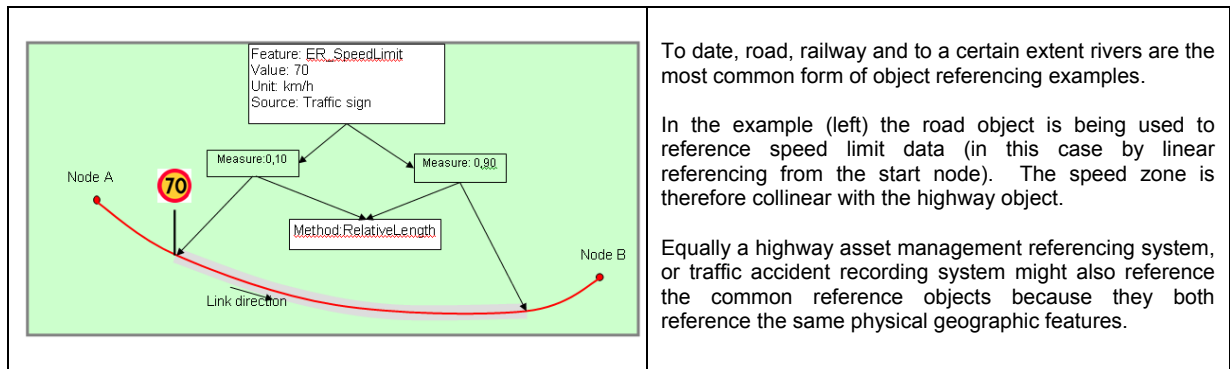 Feature: ER_SpeedLimit
Value: 70
Unit: km/h
Source: Traffic sign
Measure:0,10
Measure: 0,90
Node A
70
Method:RelativeLength
Node B
Link direction
To date, road, railway and to a certain extent rivers are the
most common form of object referencing examples.
In the example (left) the road object is being used to
reference speed limit data (in this case by linear
referencing from the start node). The speed zone is
therefore collinear with the highway object.
Equally a highway asset management referencing system,
or traffic accident recording system might also reference
the common reference objects because they both
reference the same physical geographic features.